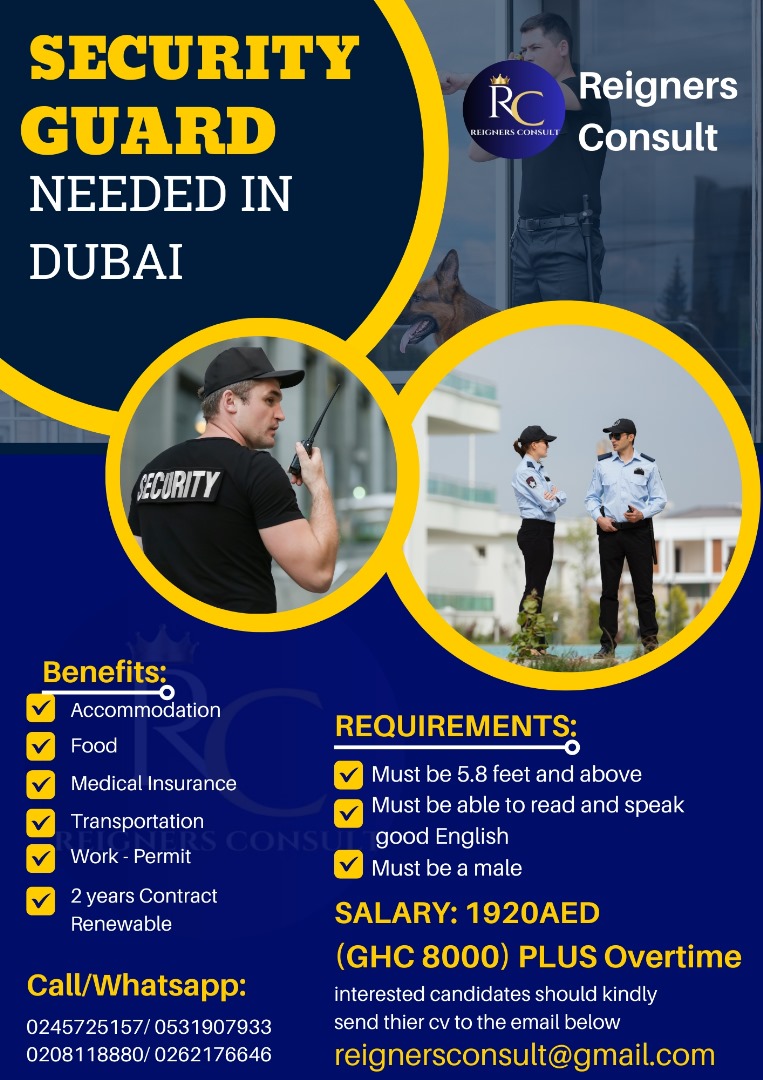 SECURITY
GUARD
NEEDED IN
DUBAI
RC
REIGNERS CONSULT
Reigners
Consult
SECURITY
Benefits:
Accommodation
Food
Medical Insurance
Transportation
Work - Permit
2 years Contract
Renewable
RC
REIGNERS CONSULT
Call/Whatsapp:
0245725157/ 0531907933
0208118880/ 0262176646
REQUIREMENTS:
Must be 5.8 feet and above
Must be able to read and speak
good English
Must be a male
SALARY: 1920AED
(GHC 8000) PLUS Overtime
interested candidates should kindly
send thier cv to the email below
reignersconsult@gmail.com